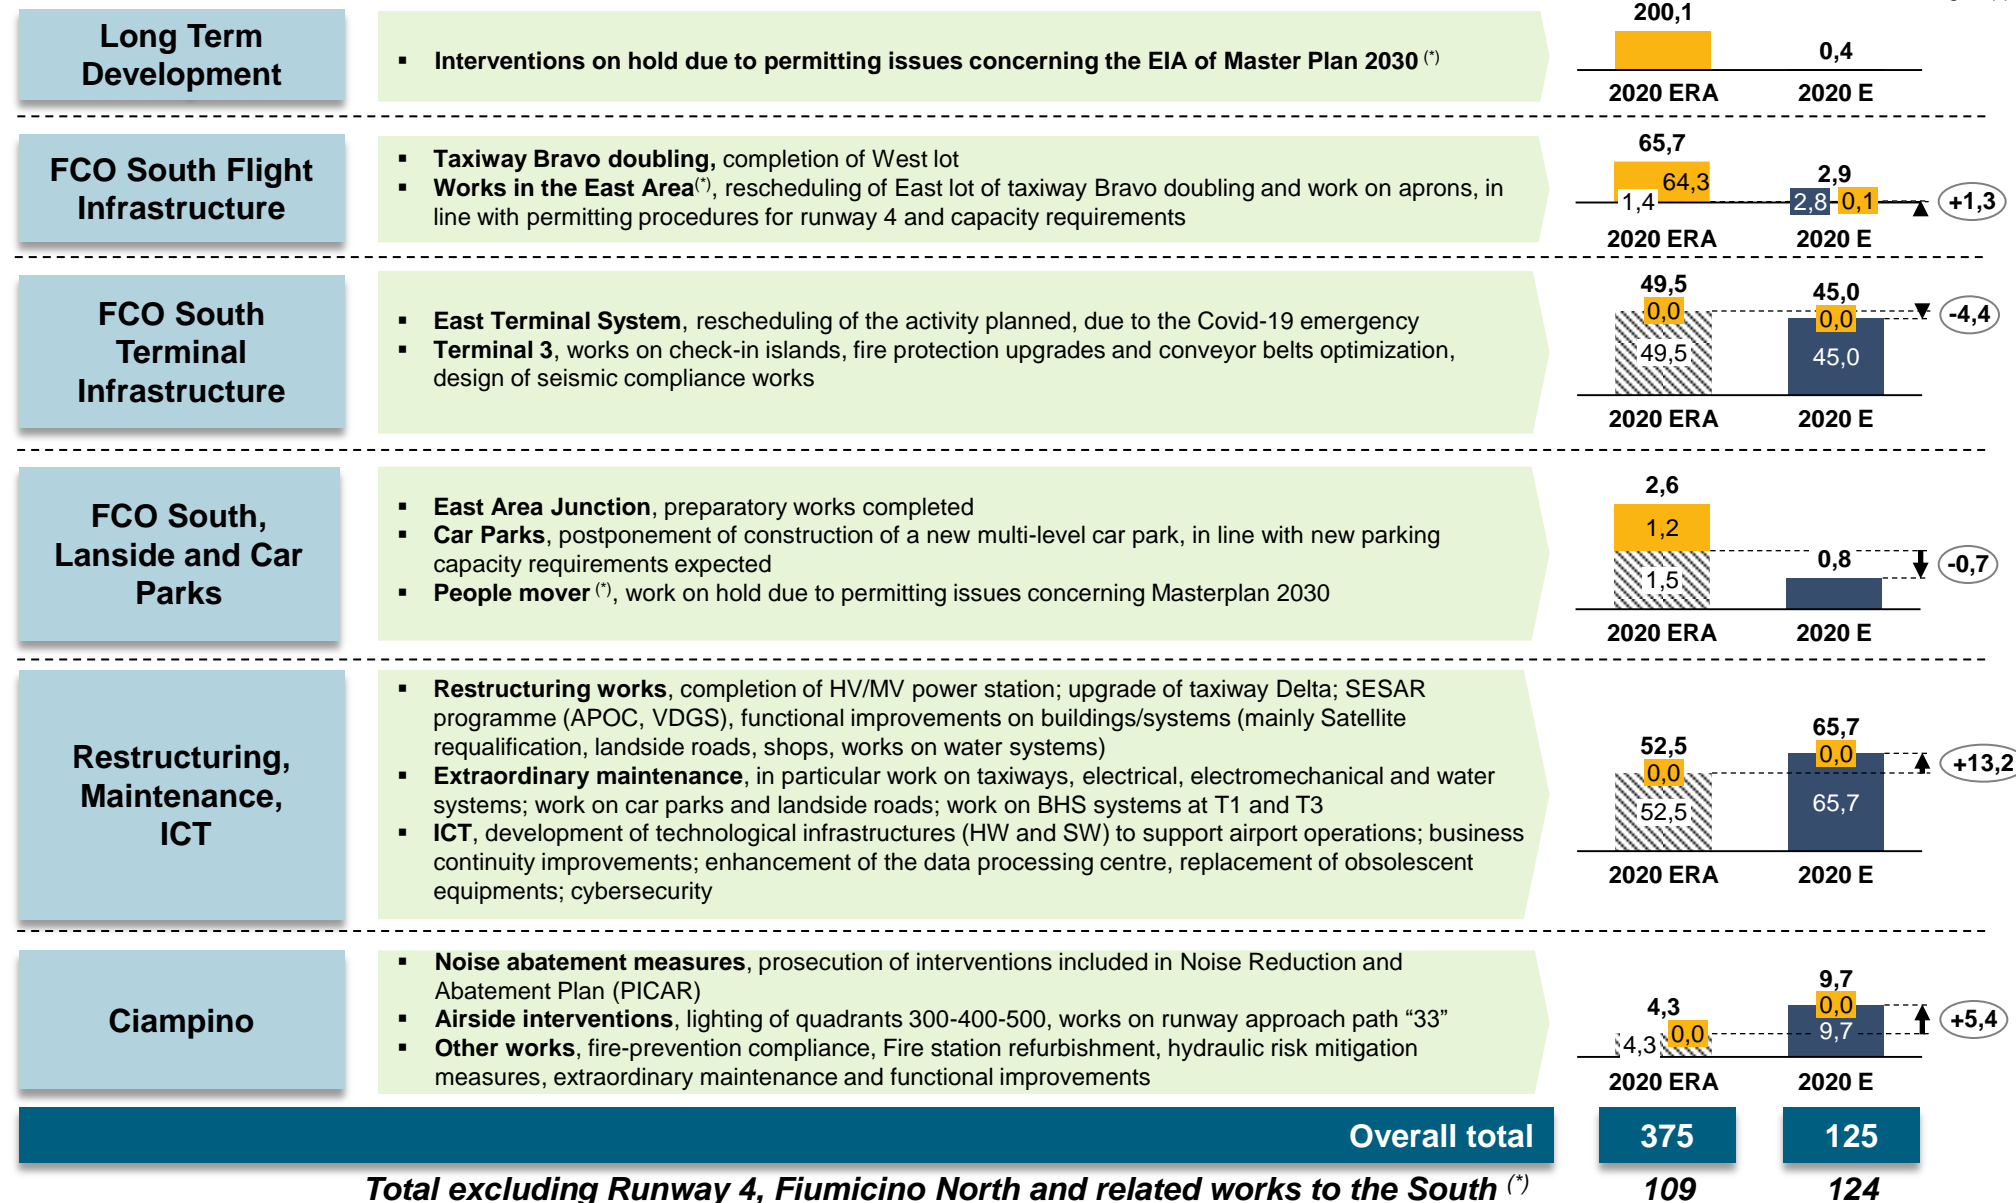 200,1
Long Term
Development
▪ Interventions on hold due to permitting issues concerning the EIA of Master Plan 2030 (*)
0,4
2020 ERA 2020 E
FCO South Flight
Infrastructure
▪ Taxiway Bravo doubling, completion of West lot
▪ Works in the East Area(*), rescheduling of East lot of taxiway Bravo doubling and work on aprons, in
line with permitting procedures for runway 4 and capacity requirements
65,7
64,3
1,4
2,9
2,8 0,1
+1,3
2020 ERA 2020 E
FCO South
Terminal
Infrastructure
▪ East Terminal System, rescheduling of the activity planned, due to the Covid-19 emergency
▪ Terminal 3, works on check-in islands, fire protection upgrades and conveyor belts optimization,
design of seismic compliance works
49,5
0,0
49,5
45,0
0,0
45,0
-4,4
2020 ERA 2020 E
FCO South,
Lanside and Car
Parks
▪ East Area Junction, preparatory works completed
▪ Car Parks, postponement of construction of a new multi-level car park, in line with new parking
capacity requirements expected
▪ People mover (*), work on hold due to permitting issues concerning Masterplan 2030
2,6
1,2
1,5
0,8
-0,7
2020 ERA 2020 E
Restructuring,
Maintenance,
ICT
▪ Restructuring works, completion of HV/MV power station; upgrade of taxiway Delta; SESAR
programme (APOC, VDGS), functional improvements on buildings/systems (mainly Satellite
requalification, landside roads, shops, works on water systems)
▪ Extraordinary maintenance, in particular work on taxiways, electrical, electromechanical and water
systems; work on car parks and landside roads; work on BHS systems at T1 and T3
▪ ICT, development of technological infrastructures (HW and SW) to support airport operations; business
continuity improvements; enhancement of the data processing centre, replacement of obsolescent
equipments; cybersecurity
52,5
0,0
52,5
65,7
0,0
65,7
+13,2
2020 ERA 2020 E
Ciampino
▪ Noise abatement measures, prosecution of interventions included in Noise Reduction and
Abatement Plan (PICAR)
▪ Airside interventions, lighting of quadrants 300-400-500, works on runway approach path “33”
▪ Other works, fire-prevention compliance, Fire station refurbishment, hydraulic risk mitigation
measures, extraordinary maintenance and functional improvements
4,3
0,0
4,3
9,7
0,0
9,7
+5,4
2020 ERA 2020 E
Overall total 375 125
Total excluding Runway 4, Fiumicino North and related works to the South (*) 109 124